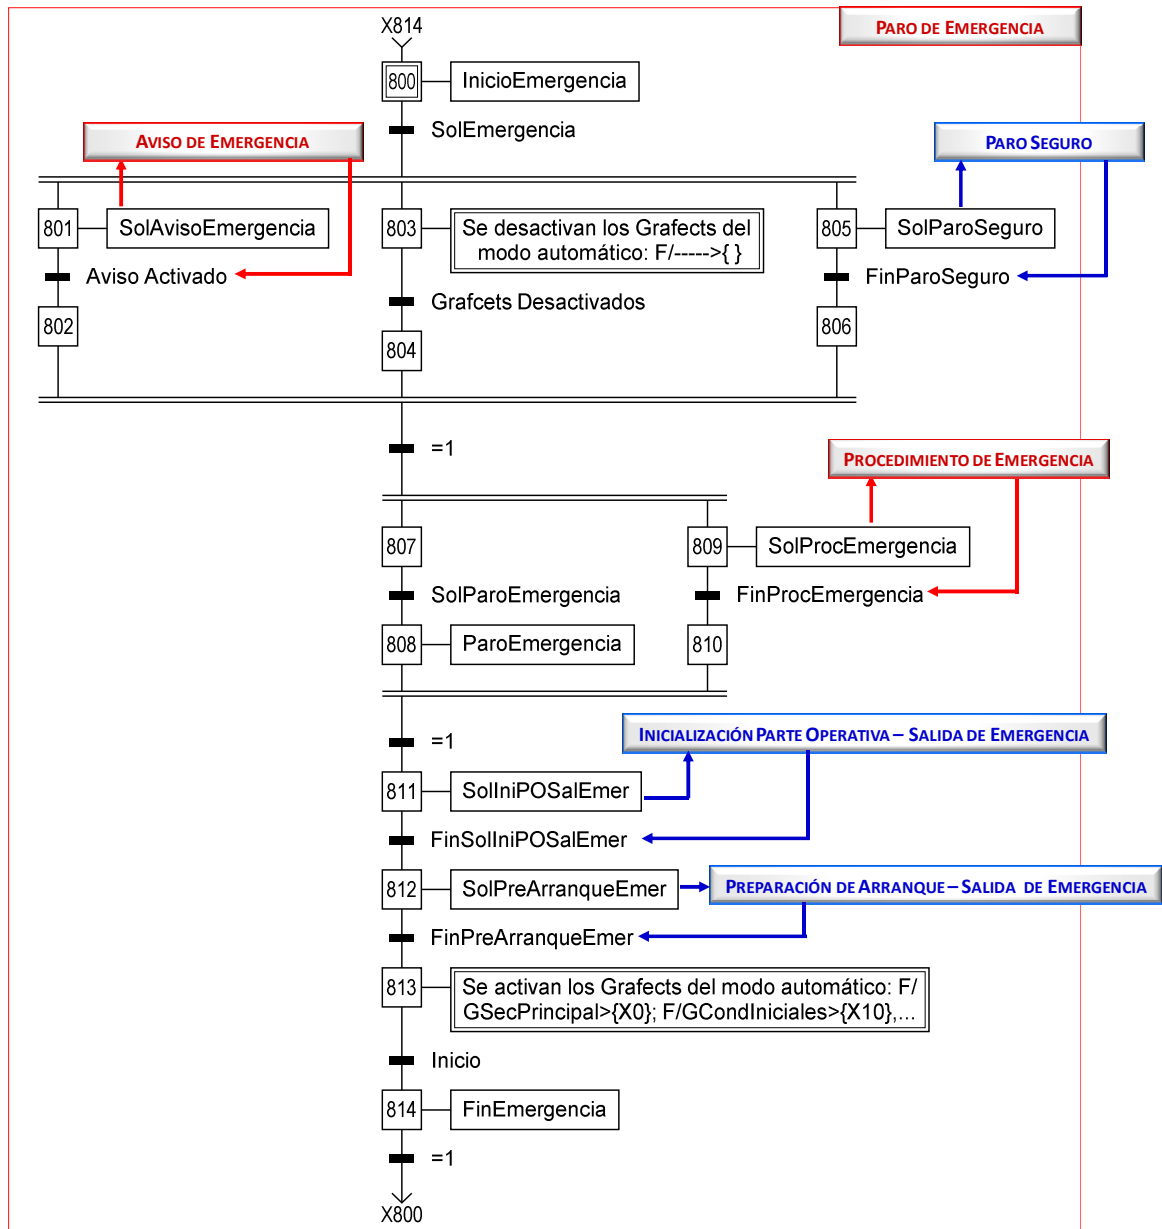 X814
PARO DE EMERGENCIA
800
InicioEmergencia
SolEmergencia
AVISO DE EMERGENCIA
PARO SEGURO
801
SolAvisoEmergencia
803
Se desactivan los Grafects del
modo automático: F/----->{ }
805
SolParoSeguro
Aviso Activado
FinParoSeguro
Grafcets Desactivados
802
804
806
=1
PROCEDIMIENTO DE EMERGENCIA
807
809
SolProcEmergencia
SolParoEmergencia
FinProcEmergencia
808
ParoEmergencia
810
INICIALIZACIÓN PARTE OPERATIVA – SALIDA DE EMERGENCIA
=1
811
SolIniPOSalEmer
FinSolIniPOSalEmer
812
SolPreArranqueEmer
PREPARACIÓN DE ARRANQUE – SALIDA DE EMERGENCIA
FinPreArranqueEmer
813
Se activan los Grafects del modo automático: F/
GSecPrincipal>{X0}; F/GCondIniciales>{X10},...
Inicio
814
FinEmergencia
=1
X800